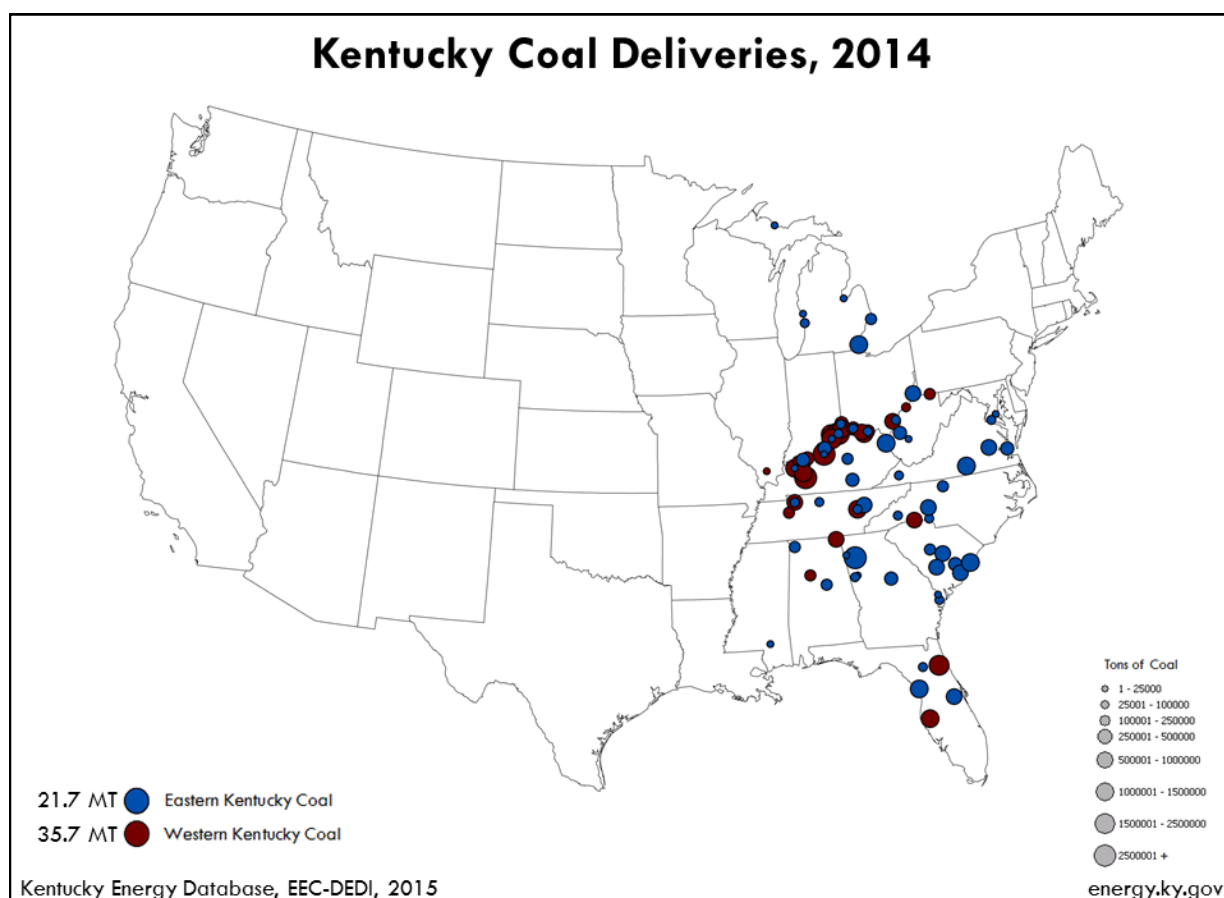 Kentucky Coal Deliveries, 2014
Tons of Coal
1 - 25000
25001 - 100000
100001 - 250000
250001 - 500000
500001 - 1000000
1000001 - 1500000
1500001 - 2500000
2500001 +
21.7 MT Eastern Kentucky Coal
35.7 MT Western Kentucky Coal
Kentucky Energy Database, EEC-DEDI, 2015
energy.ky.gov